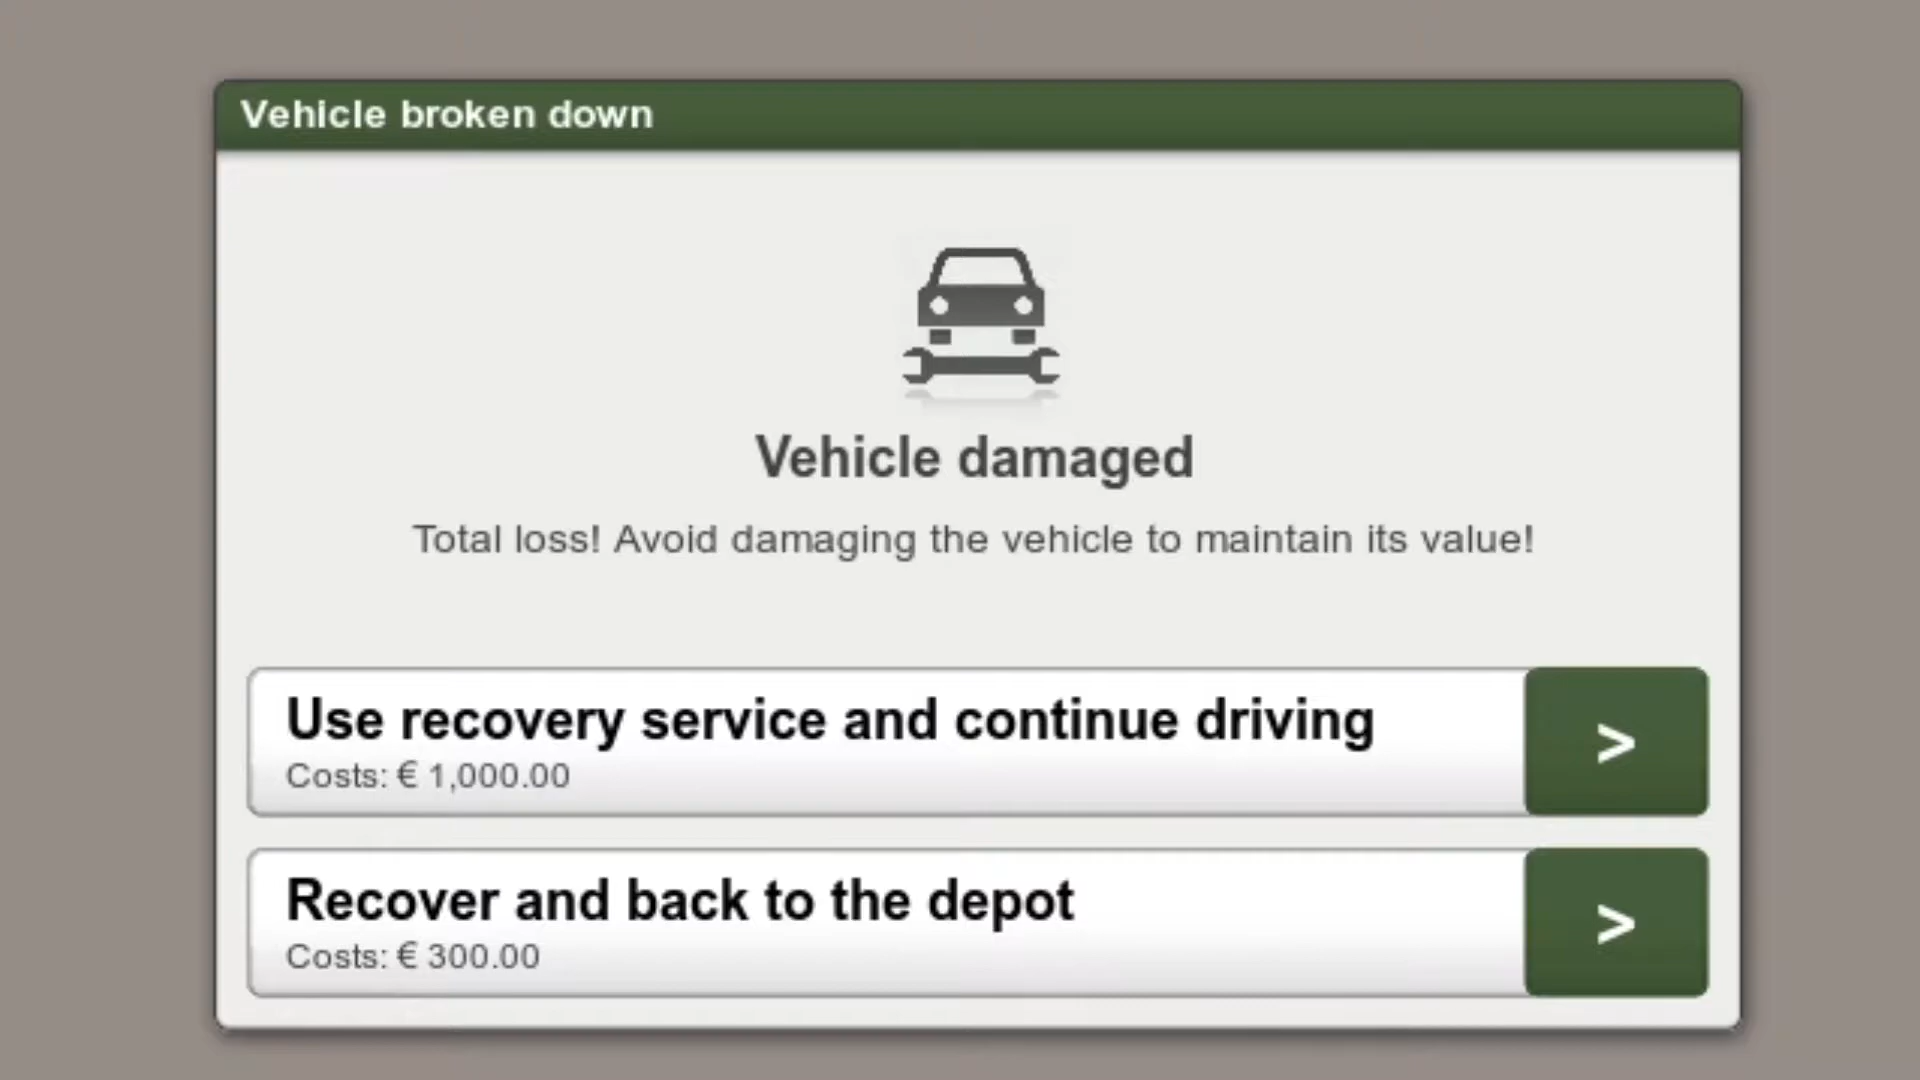 Vehicle broken down
Vehicle damaged
Total loss! Avoid damaging the vehicle to maintain its value!
Use recovery service and continue driving
Costs: € 1,000.00
>
Recover and back to the depot
Costs: € 300.00
>